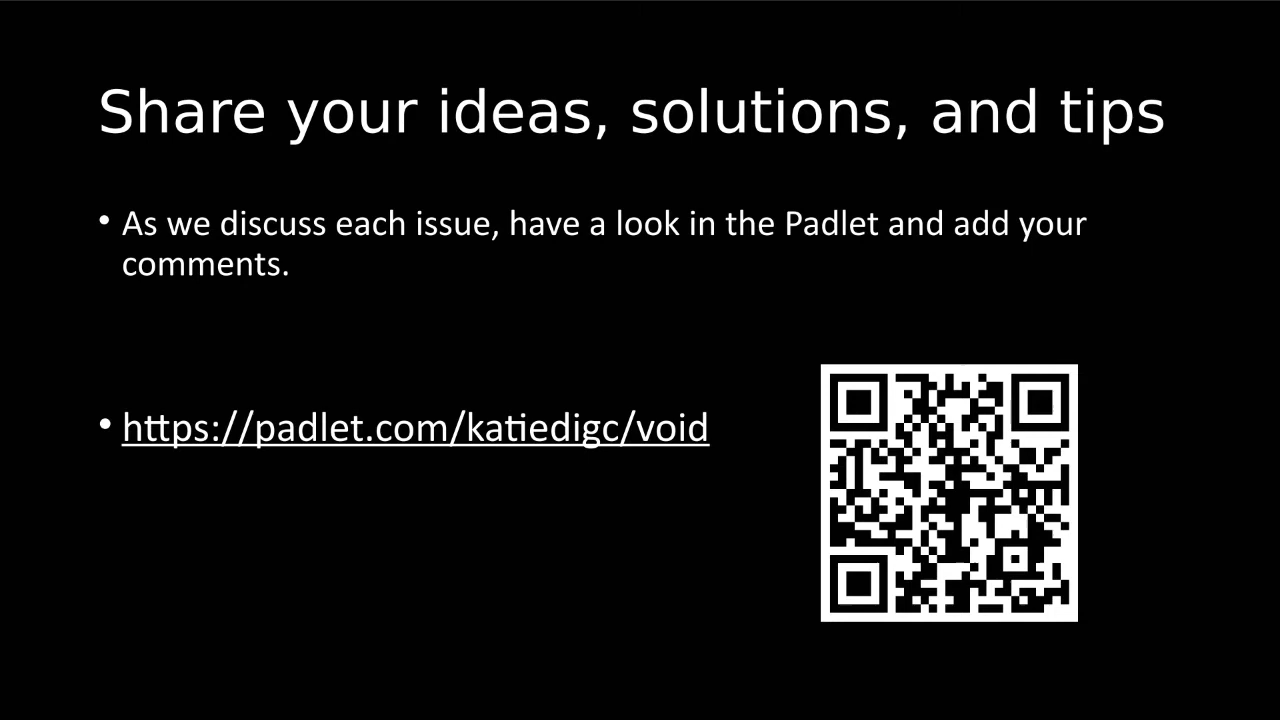 Share your ideas, solutions, and tips
• As we discuss each issue, have a look in the Padlet and add your
comments.
• https://padlet.com/katiedigc/void